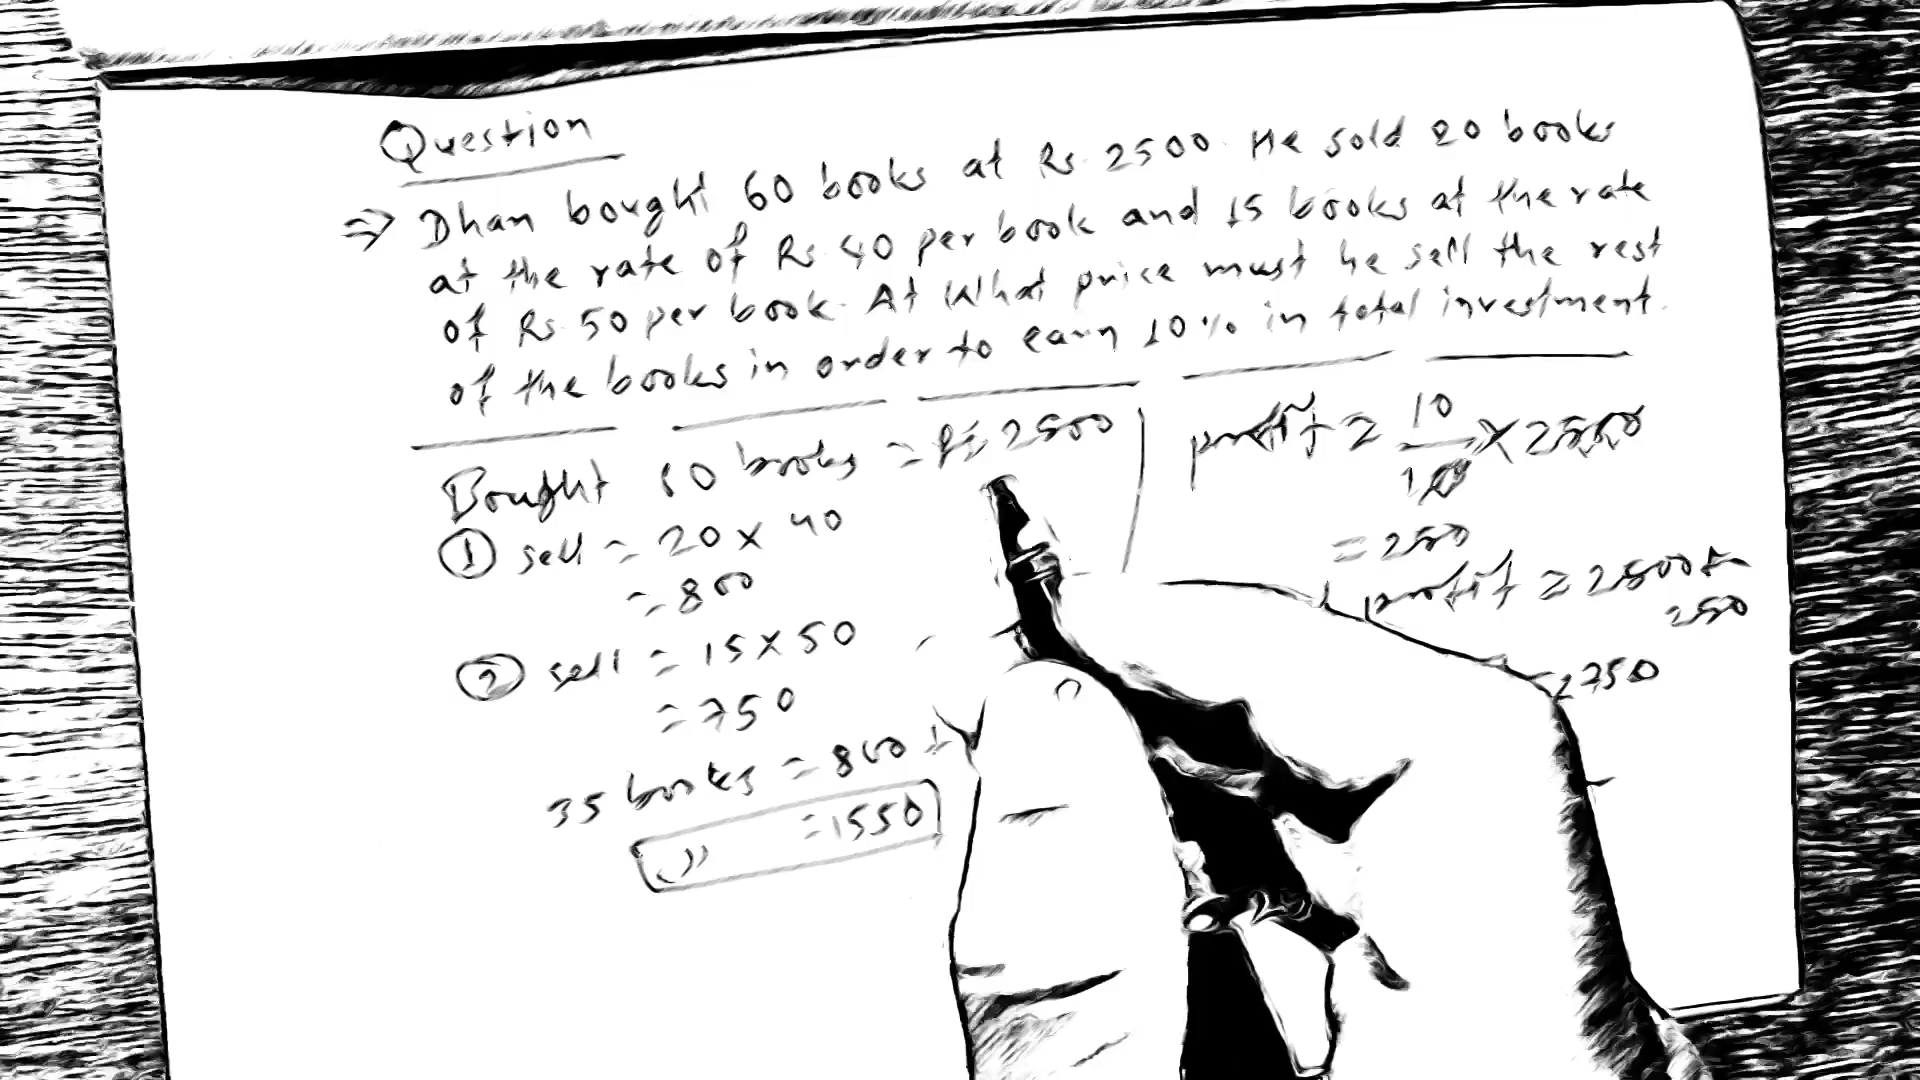 Question
⇒ Dhan bought 60 books at Rs. 2500. He sold 20 books
at the rate of Rs. 40 per book and 15 books at the rate
of Rs. 50 per book. At What price must he sell the rest
of the books in order to earn 10% in total investment.
Bought 60 books = Rs. 2500
① sell = 20 x 40
= 800
② sell = 15 x 50
= 750
35 books = 800 +
" = 1550
profit = 10/100 x 2500
= 250
profit = 2500 +
250
2750